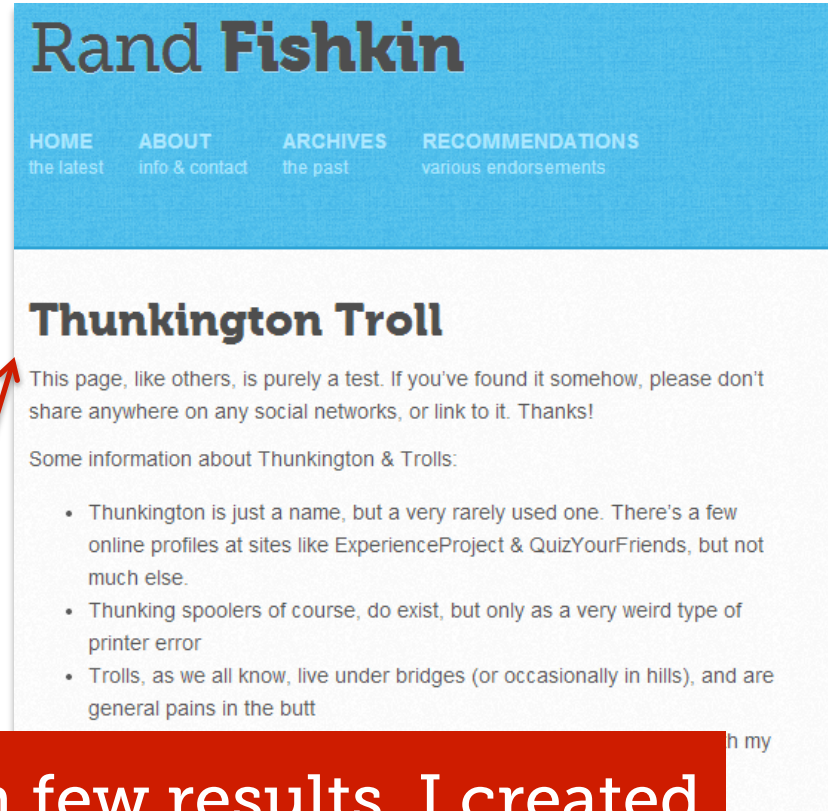 Rand Fishkin
HOME ABOUT ARCHIVES RECOMMENDATIONS
the latest info & contact the past various endorsements
Thunkington Troll
This page, like others, is purely a test. If you've found it somehow, please don't
share anywhere on any social networks, or link to it. Thanks!
Some information about Thunkington & Trolls:
• Thunkington is just a name, but a very rarely used one. There's a few
online profiles at sites like ExperienceProject & QuizYourFriends, but not
much else.
• Thunking spoolers of course, do exist, but only as a very weird type of
printer error
• Trolls, as we all know, live under bridges (or occasionally in hills), and are
general pains in the butt
my
few results, I created